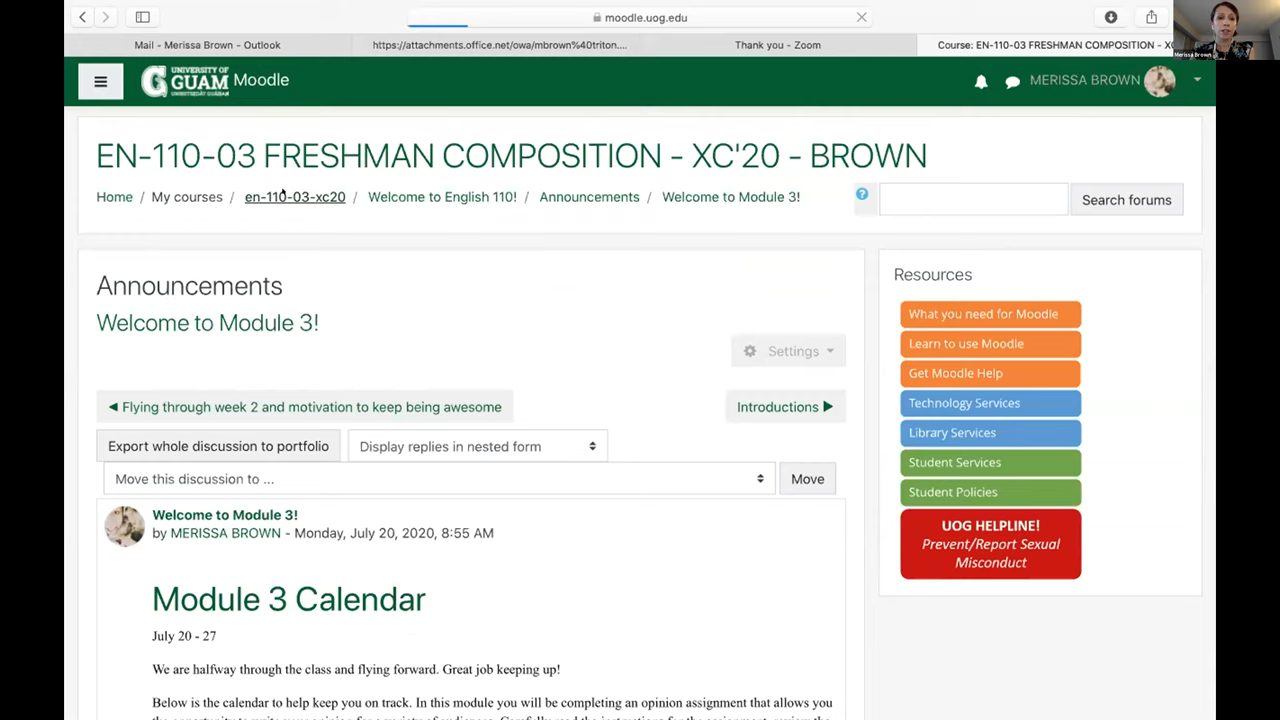 moodle.uog.edu
Mail - Merissa Brown - Outlook
https://attachments.office.net/owa/mbrown%40triton....
Thank you - Zoom
Course: EN-110-03 FRESHMAN COMPOSITION - XC
Merissa Brown
UNIVERSITY OF
GUAM
UNIBETSEDÅT GUÅHAN
Moodle
MERISSA BROWN
EN-110-03 FRESHMAN COMPOSITION - XC'20 - BROWN
Home / My courses / en-110-03-xc20 / Welcome to English 110! / Announcements / Welcome to Module 3!
Search forums
Announcements
Welcome to Module 3!
Settings
◀ Flying through week 2 and motivation to keep being awesome
Introductions ▶
Export whole discussion to portfolio
Display replies in nested form
Move this discussion to ...
Move
Welcome to Module 3!
by MERISSA BROWN - Monday, July 20, 2020, 8:55 AM
Module 3 Calendar
July 20 - 27
We are halfway through the class and flying forward. Great job keeping up!
Below is the calendar to help keep you on track. In this module you will be completing an opinion assignment that allows you
Resources
What you need for Moodle
Learn to use Moodle
Get Moodle Help
Technology Services
Library Services
Student Services
Student Policies
UOG HELPLINE!
Prevent/Report Sexual
Misconduct